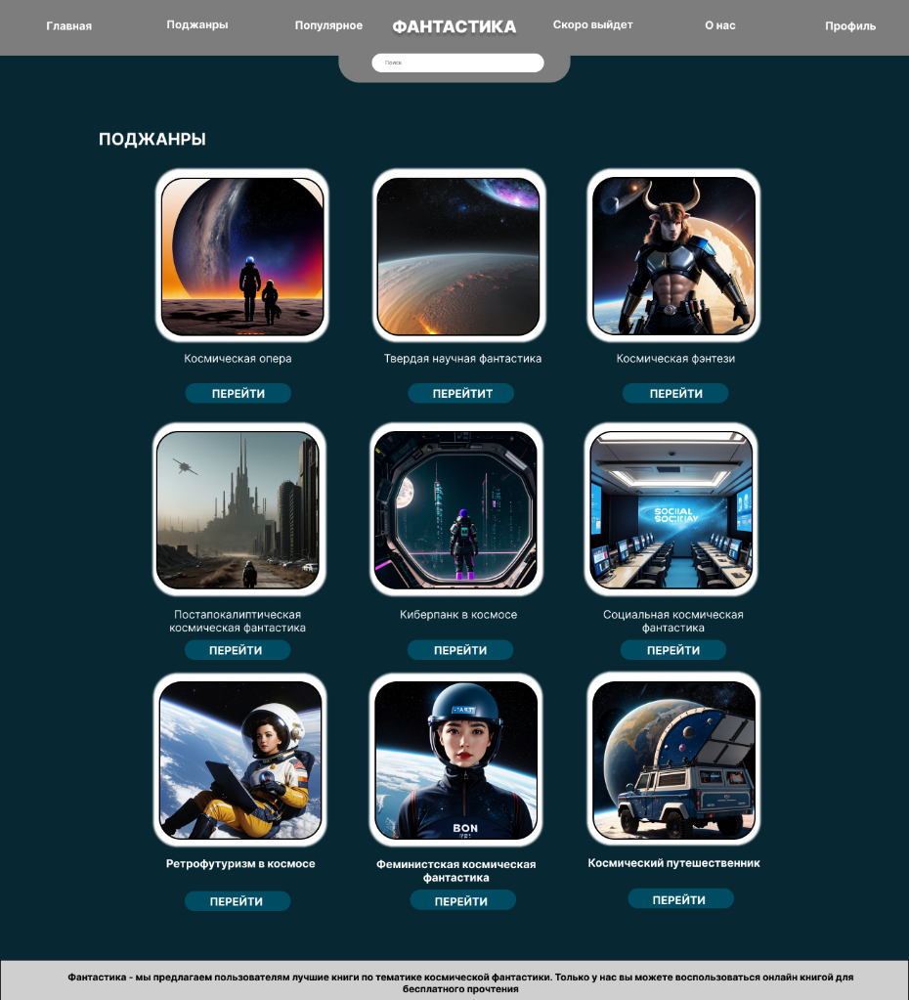 Главная
Поджанры
Популярное
ФАНТАСТИКА
Скоро выйдет
О нас
Профиль
Поиск
ПОДЖАНРЫ
Космическая опера
Твердая научная фантастика
Космическая фэнтези
ПЕРЕЙТИ
ПЕРЕЙТИТ
ПЕРЕЙТИ
SOCIIAL
SOCIIAY
Постапокалиптическая
космическая фантастика
Киберпанк в космосе
Социальная космическая
фантастика
ПЕРЕЙТИ
ПЕРЕЙТИ
ПЕРЕЙТИ
BON
Ретрофутуризм в космосе
Феминистская космическая
фантастика
Космический путешественник
ПЕРЕЙТИ
ПЕРЕЙТИ
ПЕРЕЙТИ
Фантастика - мы предлагаем пользователям лучшие книги по тематике космической фантастики. Только у нас вы можете воспользоваться онлайн книгой для
бесплатного прочтения